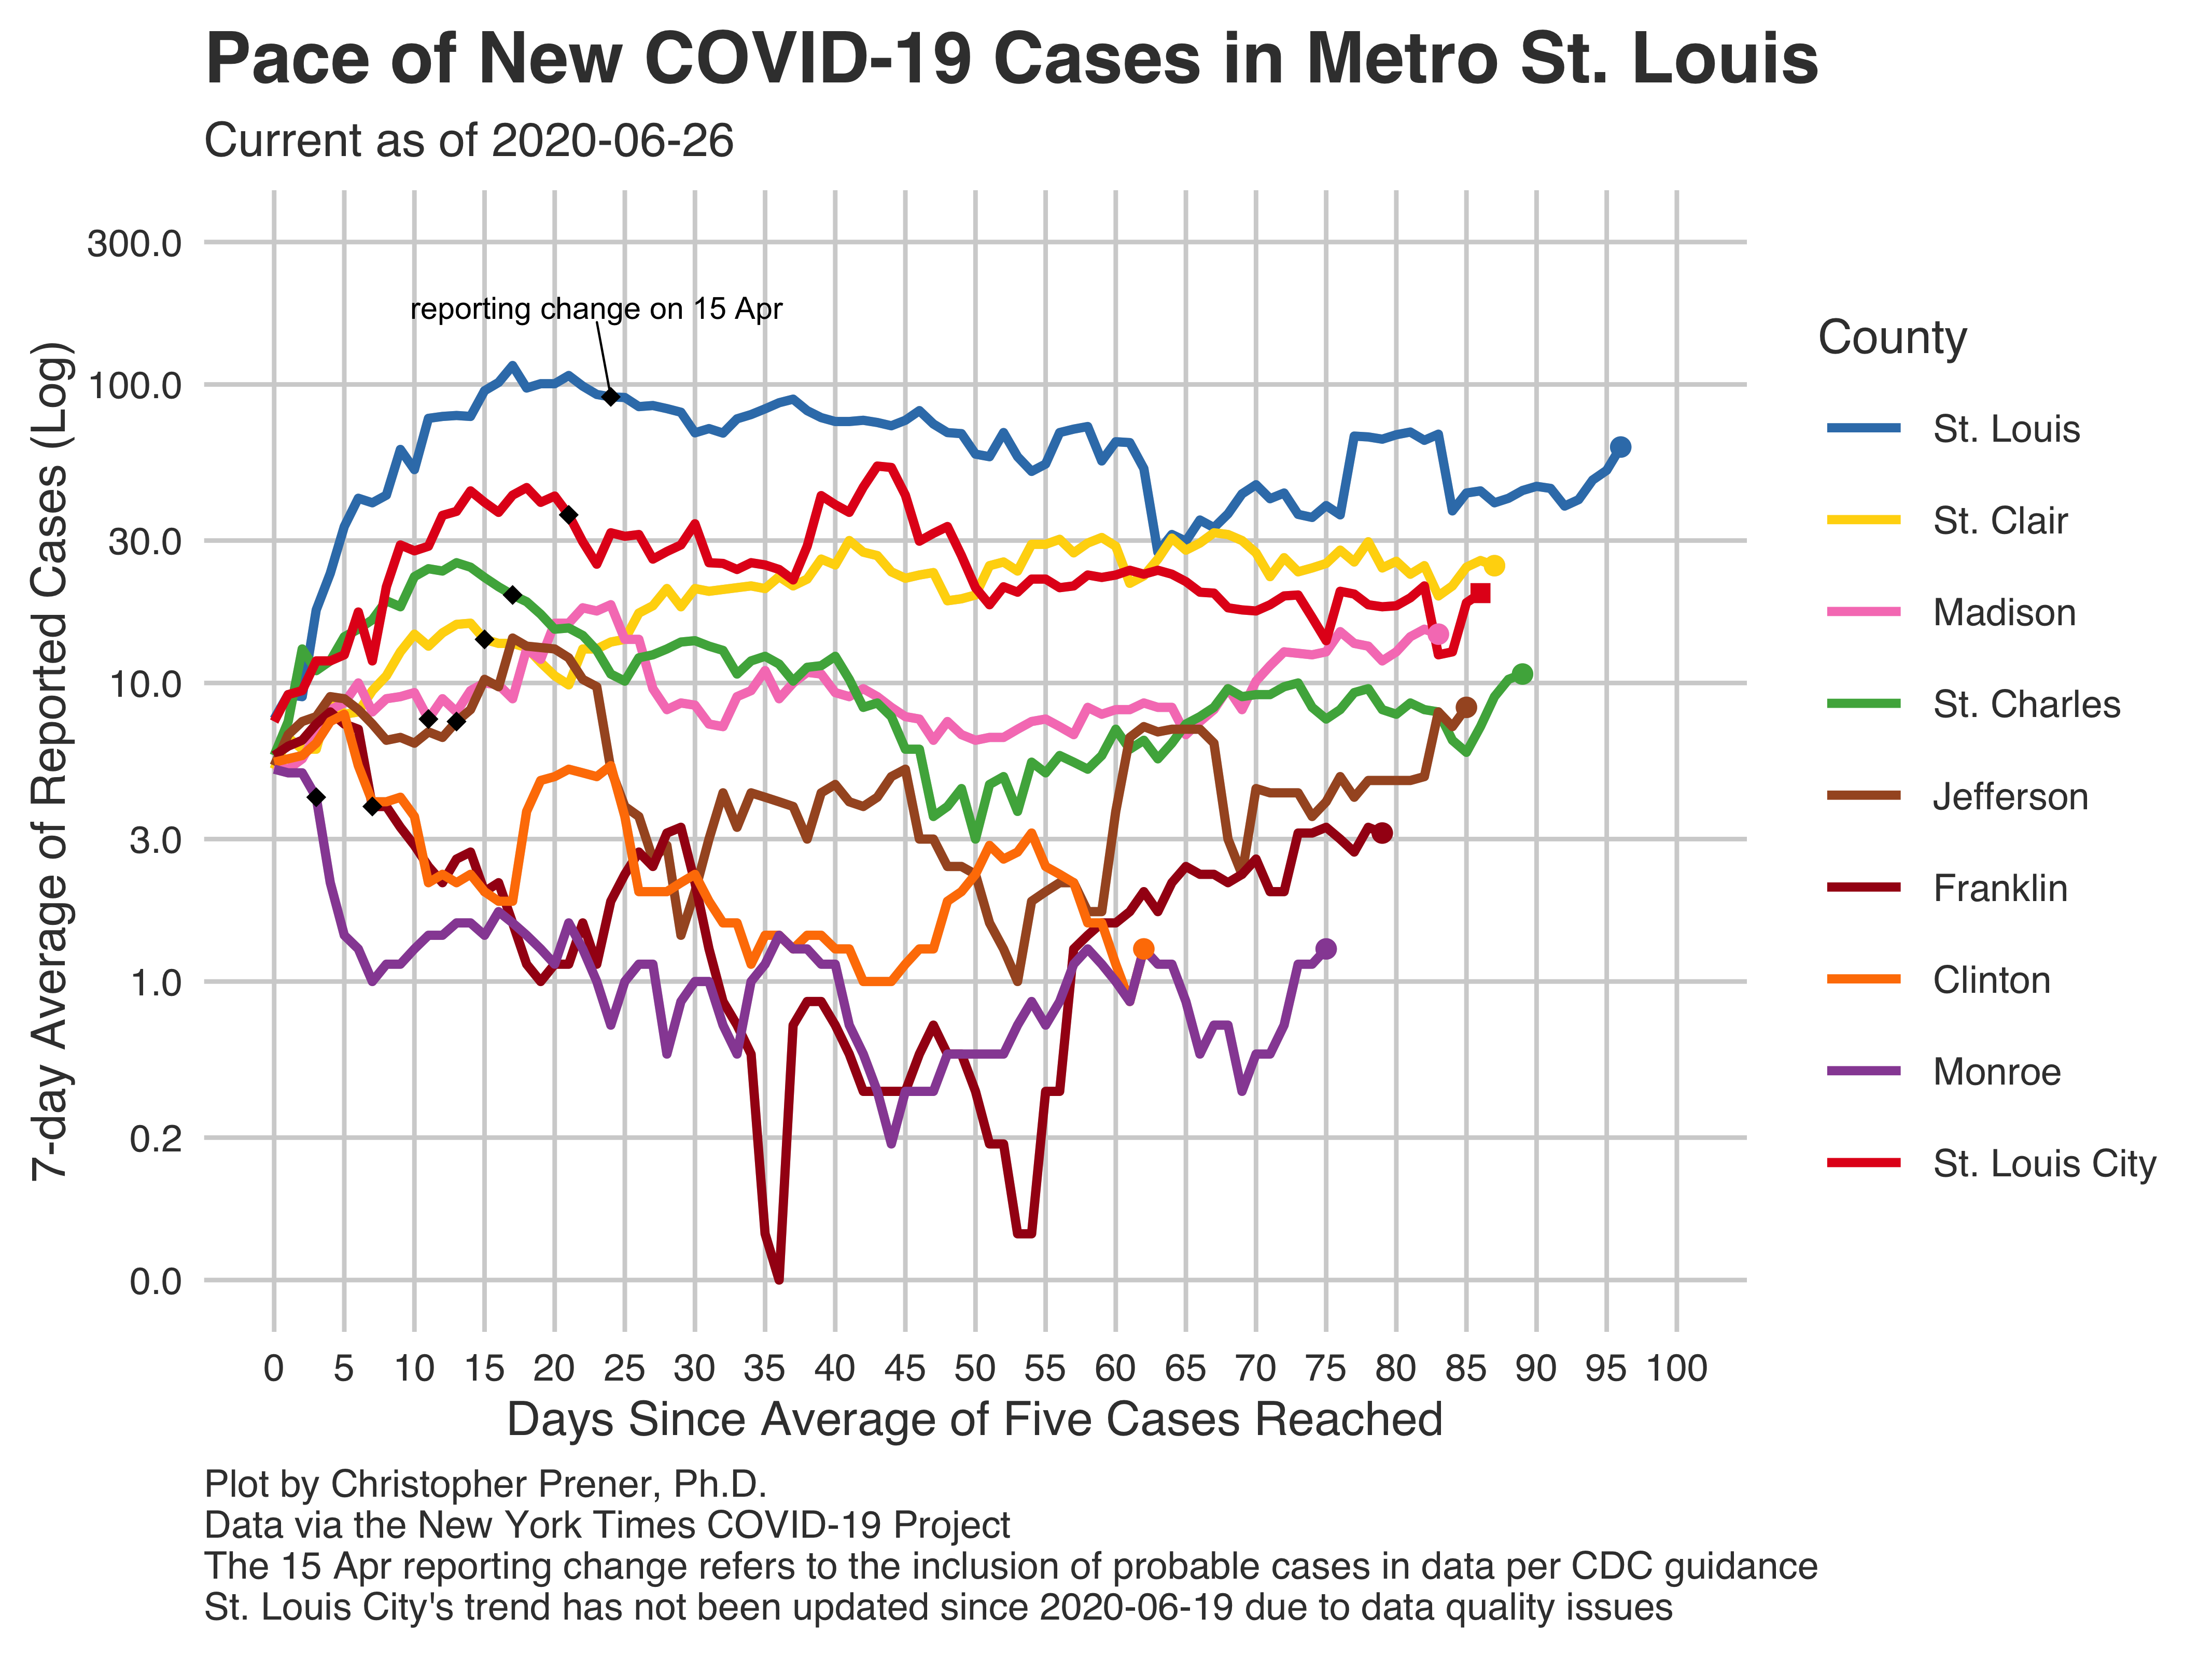 Pace of New COVID-19 Cases in Metro St. Louis
Current as of 2020-06-26
7-day Average of Reported Cases (Log)
300.0
100.0
30.0
10.0
3.0
1.0
0.2
0.0
reporting change on 15 Apr
County
St. Louis
St. Clair
Madison
St. Charles
Jefferson
Franklin
Clinton
Monroe
St. Louis City
0 5 10 15 20 25 30 35 40 45 50 55 60 65 70 75 80 85 90 95 100
Days Since Average of Five Cases Reached
Plot by Christopher Prener, Ph.D.
Data via the New York Times COVID-19 Project
The 15 Apr reporting change refers to the inclusion of probable cases in data per CDC guidance
St. Louis City's trend has not been updated since 2020-06-19 due to data quality issues